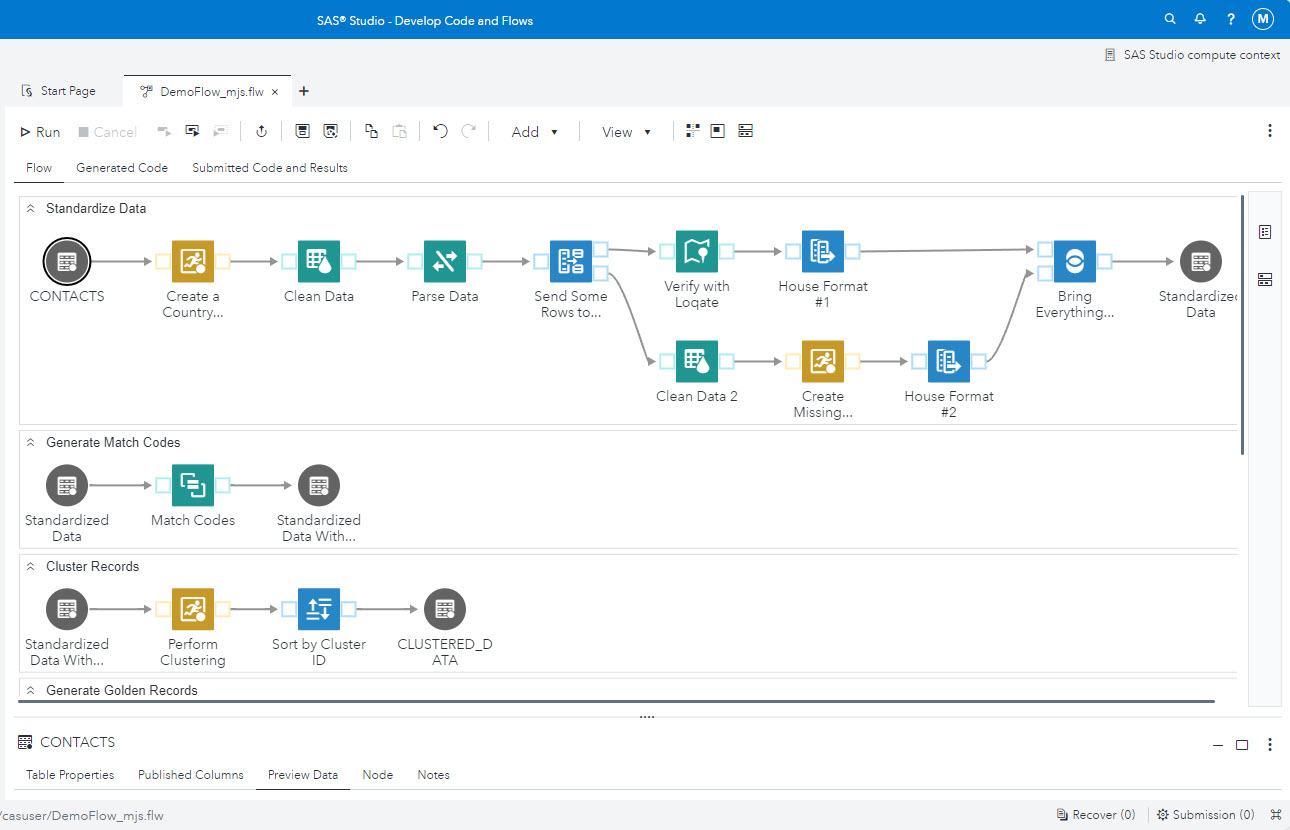 SAS® Studio - Develop Code and Flows
?
M
SAS Studio compute context
Start Page
DemoFlow_mjs.flw ×
+
Run
Cancel
Add
View
Flow
Generated Code
Submitted Code and Results
Standardize Data
CONTACTS
Create a
Country...
Clean Data
Parse Data
Send Some
Rows to...
Verify with
Loqate
House Format
#1
Bring
Everything...
Standardized
Data
Clean Data 2
Create
Missing...
House Format
#2
Generate Match Codes
Standardized
Data
Match Codes
Standardized
Data With...
Cluster Records
Standardized
Data With...
Perform
Clustering
Sort by Cluster
ID
CLUSTERED_D
ATA
Generate Golden Records
CONTACTS
Table Properties
Published Columns
Preview Data
Node
Notes
/casuser/DemoFlow_mjs.flw
Recover (0)
Submission (0)